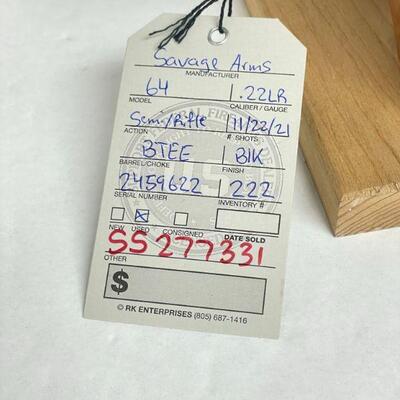 Savage Arms
MANUFACTURER
64 .22LR
MODEL CALIBER / GAUGE
Semi/Rifle 11/22/21
ACTION # SHOTS
BTEE Blk
BARREL/CHOKE FINISH
2459622 222
SERIAL NUMBER INVENTORY #
NEW USED CONSIGNED DATE SOLD
SS277331
OTHER
$
© RK ENTERPRISES (805) 687-1416